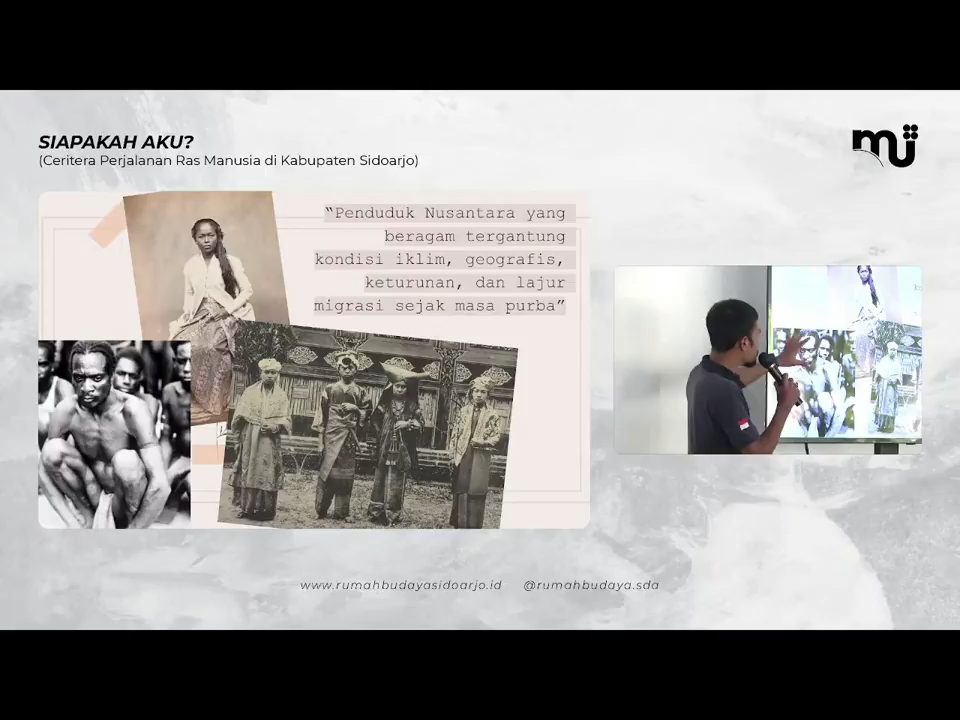 SIAPAKAH AKU?
(Ceritera Perjalanan Ras Manusia di Kabupaten Sidoarjo)
mü
“Penduduk Nusantara yang
beragam tergantung
kondisi iklim, geografis,
keturunan, dan lajur
migrasi sejak masa purba”
www.rumahbudayasidoarjo.id @rumahbudaya.sda